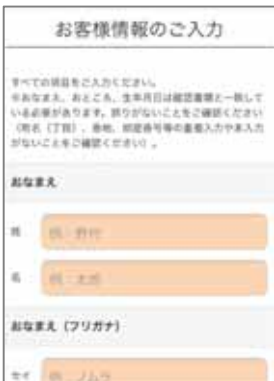 お客様情報のご入力
すべての項目をご入力ください。
※おなまえ、おところ、生年月日は確認書類と一致して
いる必要があります。誤りがないことをご確認ください
（町名（丁目）、番地、部屋番号等の重複入力や未入力
がないことをご確認ください）。
おなまえ
姓 例：野村
名 例：太郎
おなまえ（フリガナ）
セイ 例：ノムラ